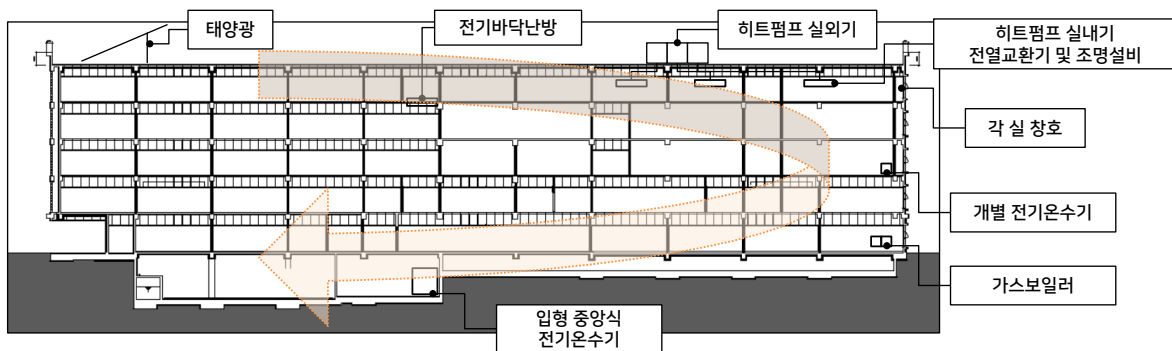 태양광
전기바닥난방
히트펌프 실외기
히트펌프 실내기
전열교환기 및 조명설비
각 실 창호
개별 전기온수기
가스보일러
입형 중앙식
전기온수기